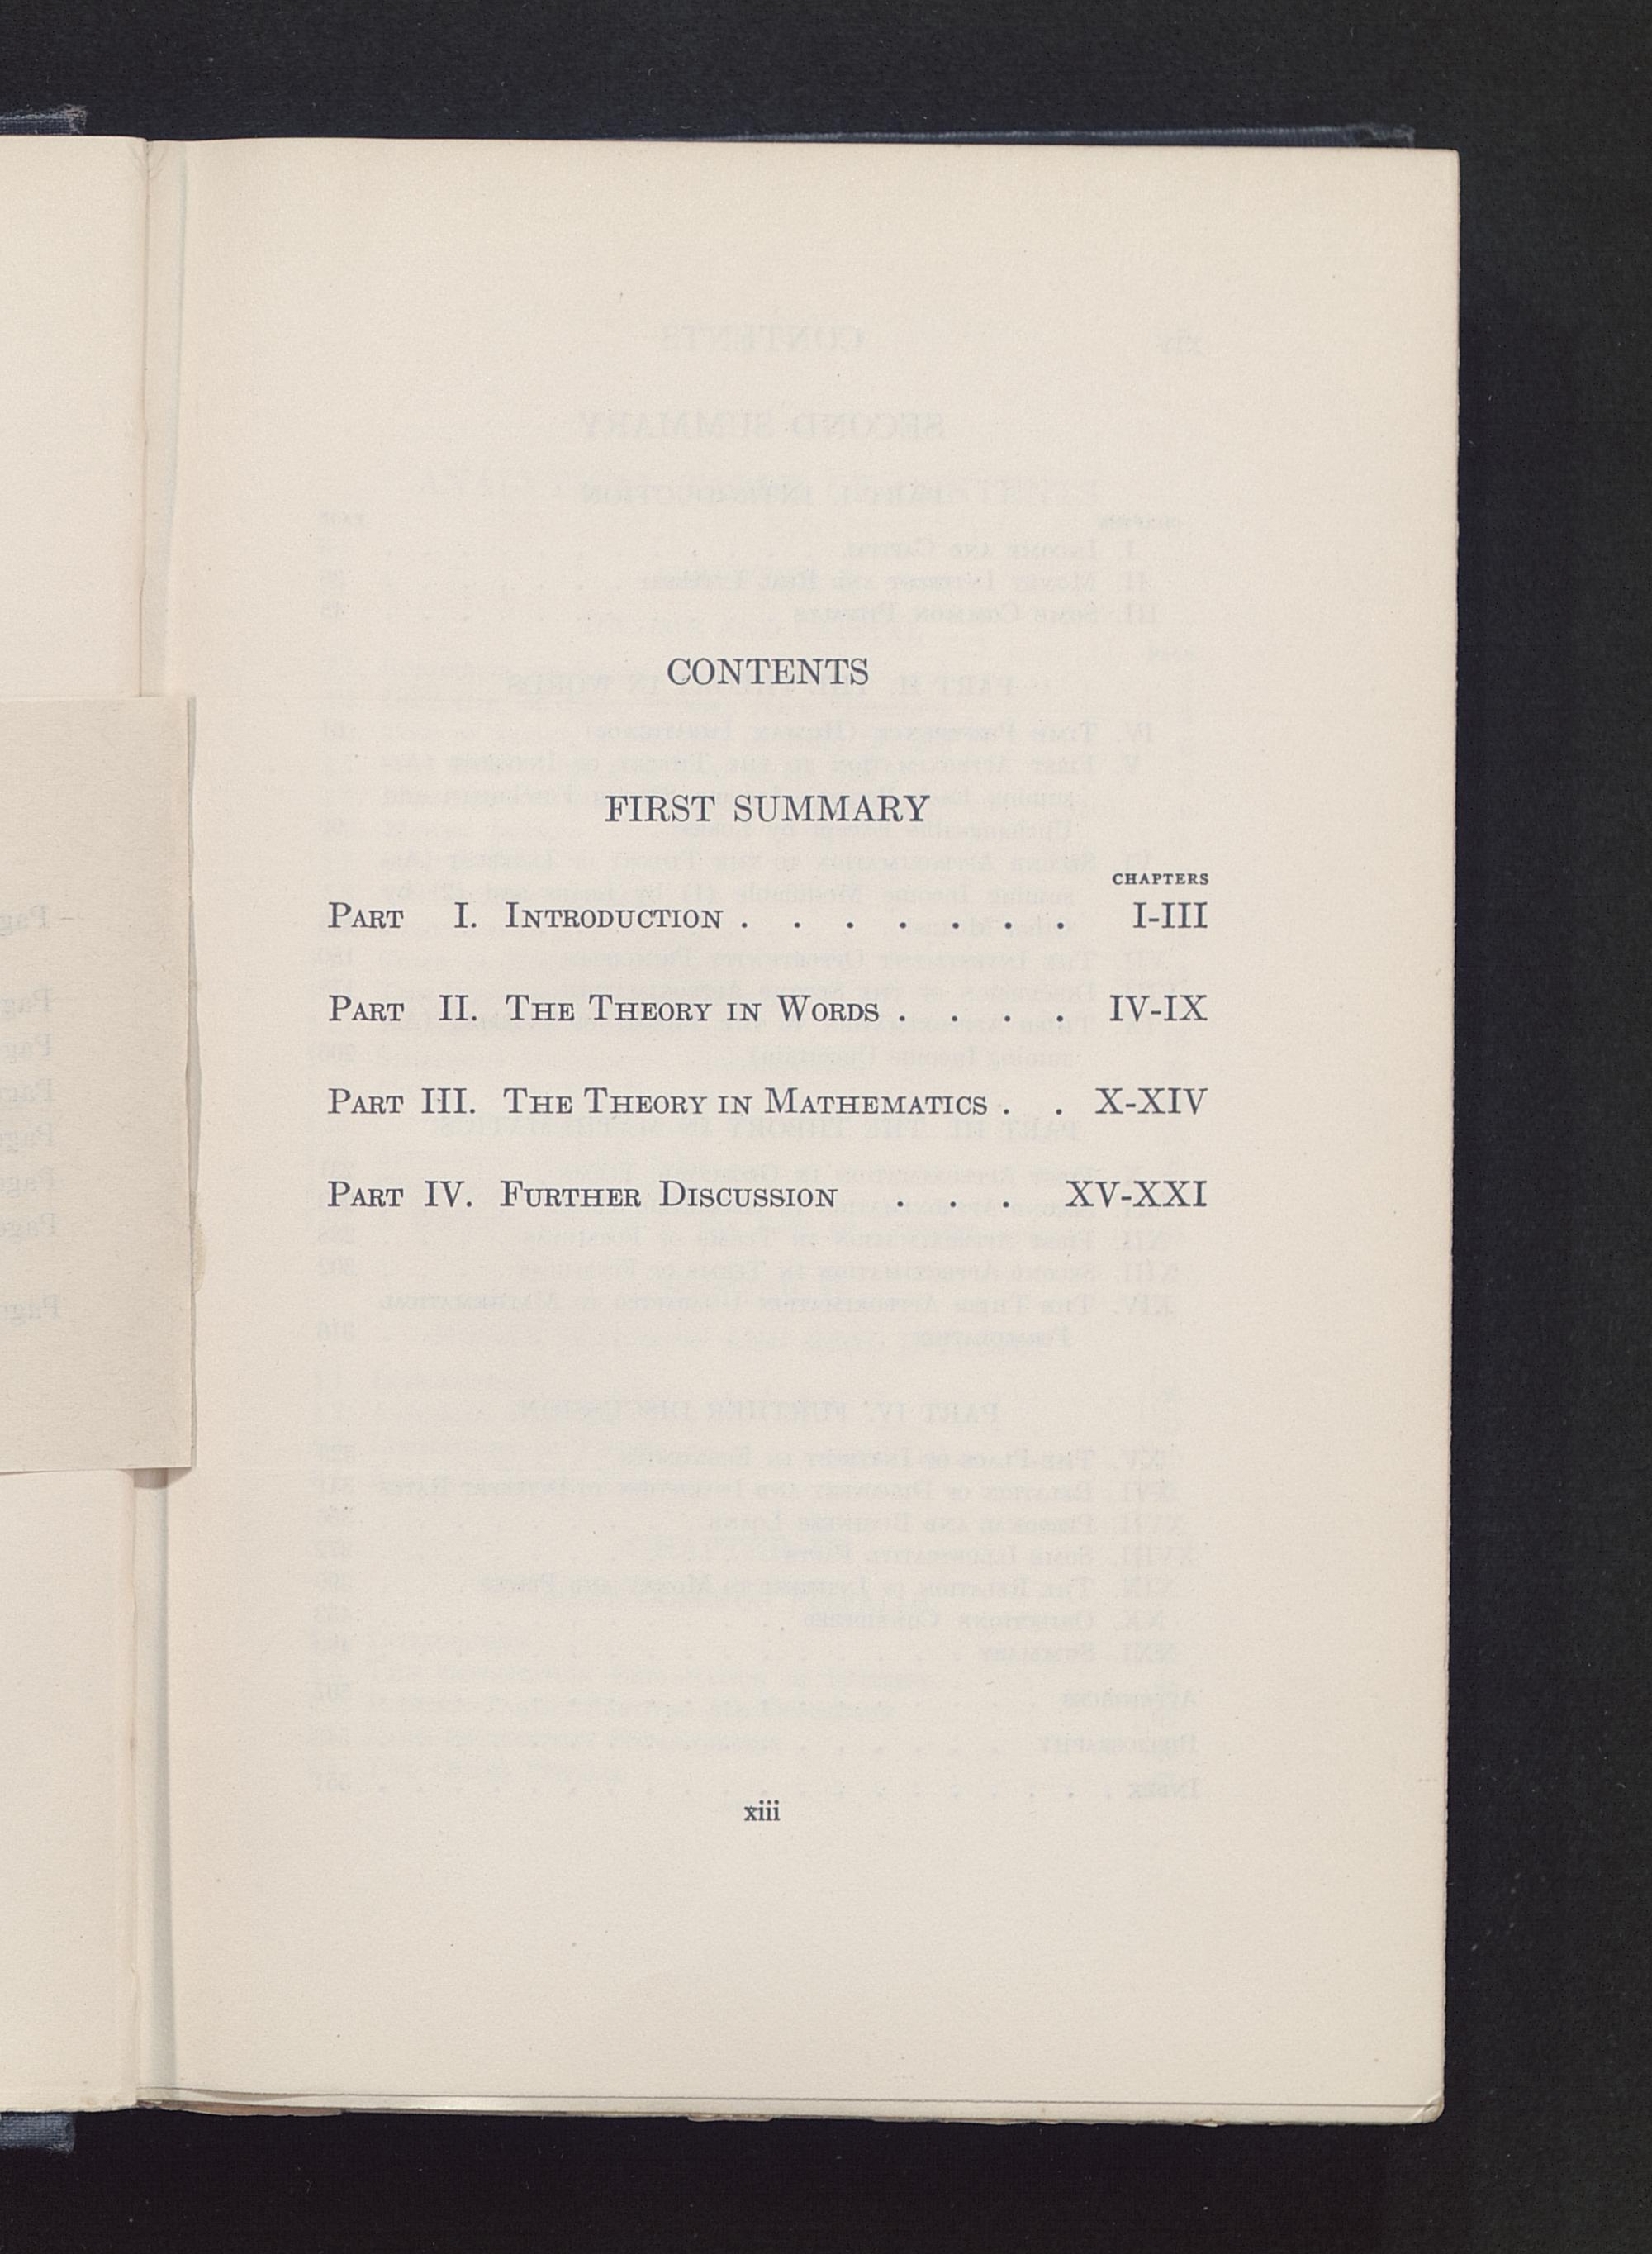 CONTENTS
FIRST SUMMARY
CHAPTERS
PART I. INTRODUCTION . . . . . . . I-III
PART II. THE THEORY IN WORDS . . . . IV-IX
PART III. THE THEORY IN MATHEMATICS . . X-XIV
PART IV. FURTHER DISCUSSION . . . XV-XXI
xiii